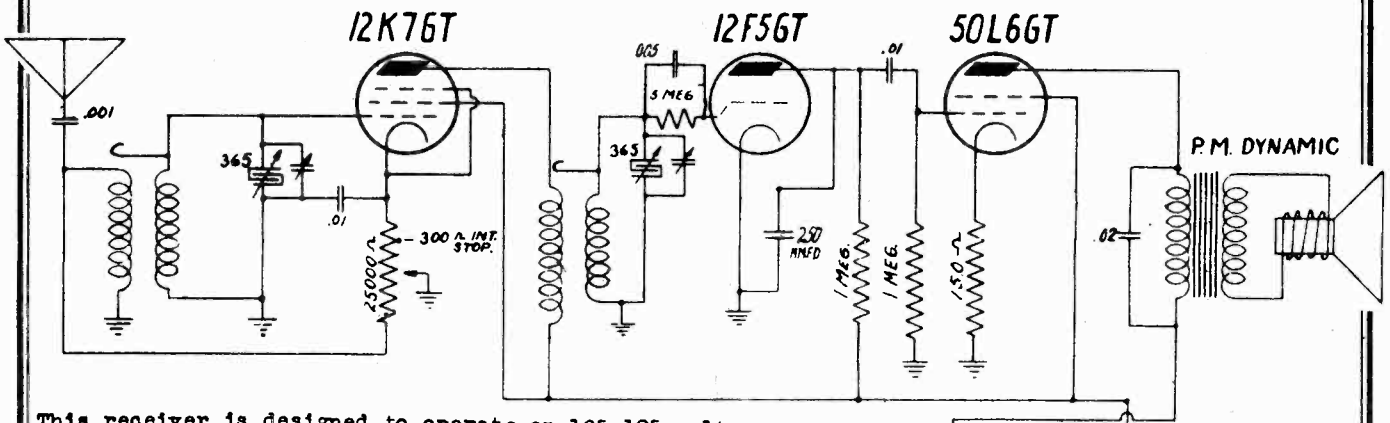 12K7GT 12F5GT 50L6GT
.001
365
.01
25000 Ω
300 Ω INT. STOP.
.005
5 MEG
365
250 MMFD
1 MEG.
.01
1 MEG.
150 Ω
.02
P.M. DYNAMIC
This receiver is designed to operate on 105-125 volt